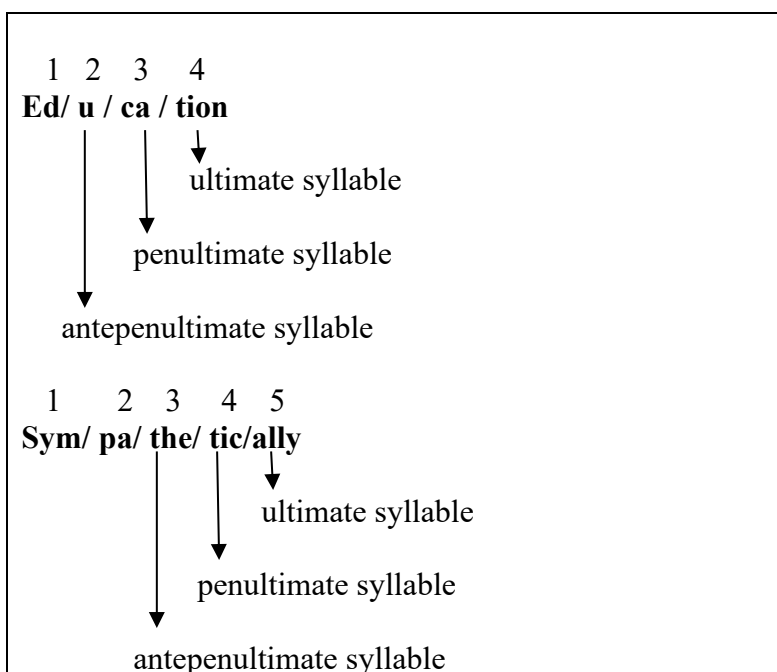 1 2 3 4
Ed/ u / ca / tion
ultimate syllable
penultimate syllable
antepenultimate syllable
1 2 3 4 5
Sym/ pa/ the/ tic/ally
ultimate syllable
penultimate syllable
antepenultimate syllable